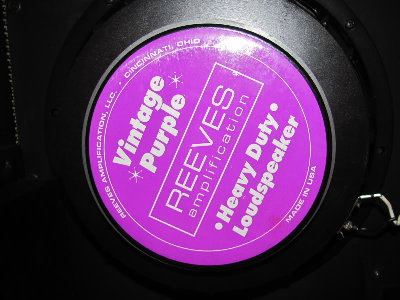 REEVES AMPLIFICATION, LLC. • CINCINNATI, OHIO
Vintage
Purple
REEVES
amplification
• Heavy Duty •
Loudspeaker
MADE IN USA